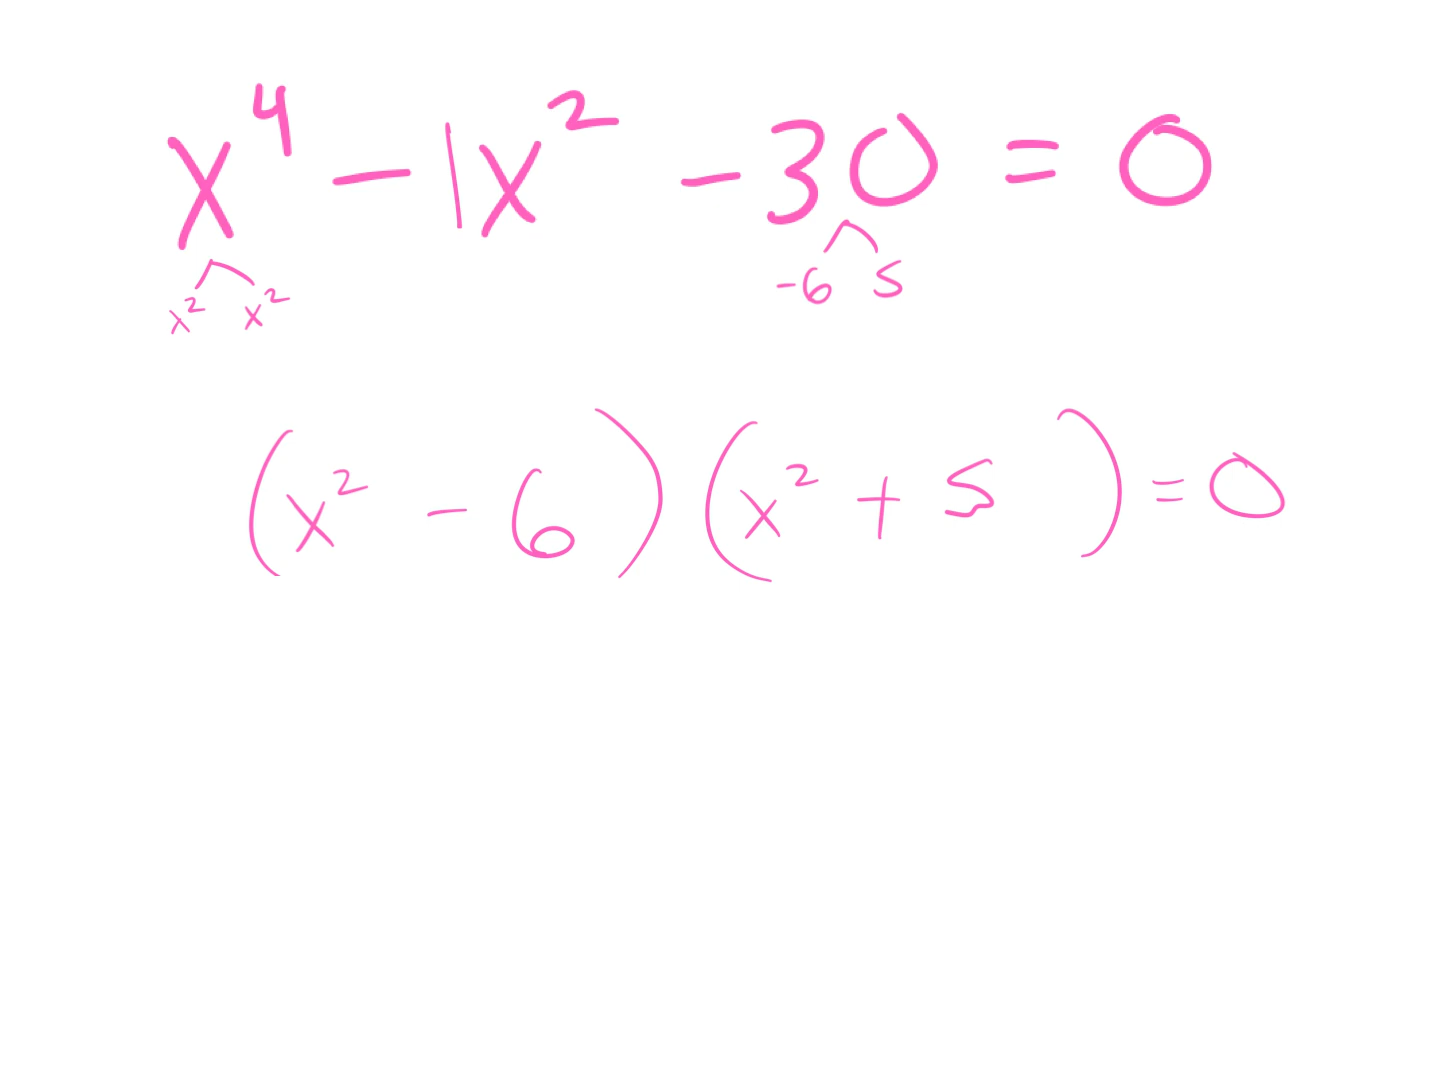 x⁴ - 1x² - 30 = 0
x² x² -6 5
(x² - 6)(x² + 5) = 0